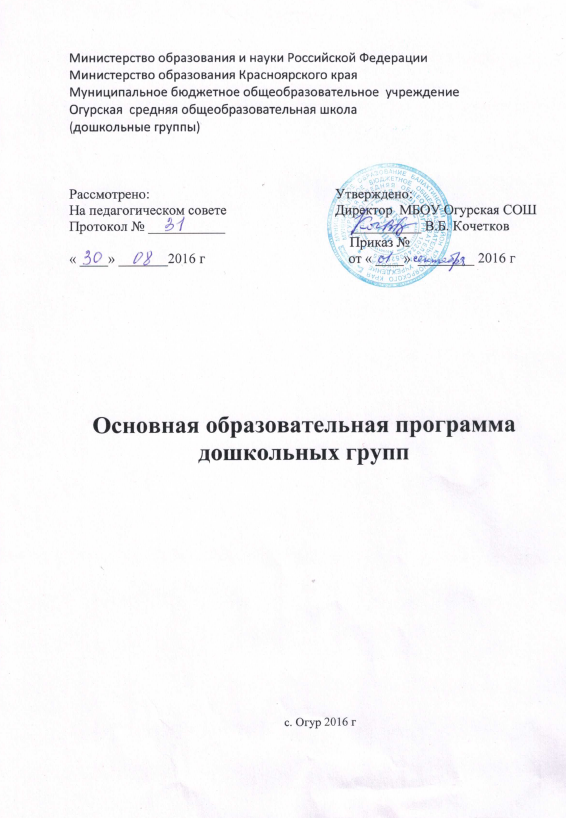 Министерство образования и науки Российской Федерации
Министерство образования Красноярского края
Муниципальное бюджетное общеобразовательное учреждение
Огурская средняя общеобразовательная школа
(дошкольные группы)
Рассмотрено:
На педагогическом совете
Протокол № 31
« 30 » 08 2016 г
Утверждено:
Директор МБОУ Огурская СОШ
В.Б. Кочетков
Приказ №
от « 01 » сентября 2016 г
Основная образовательная программа
дошкольных групп
с. Огур 2016 г